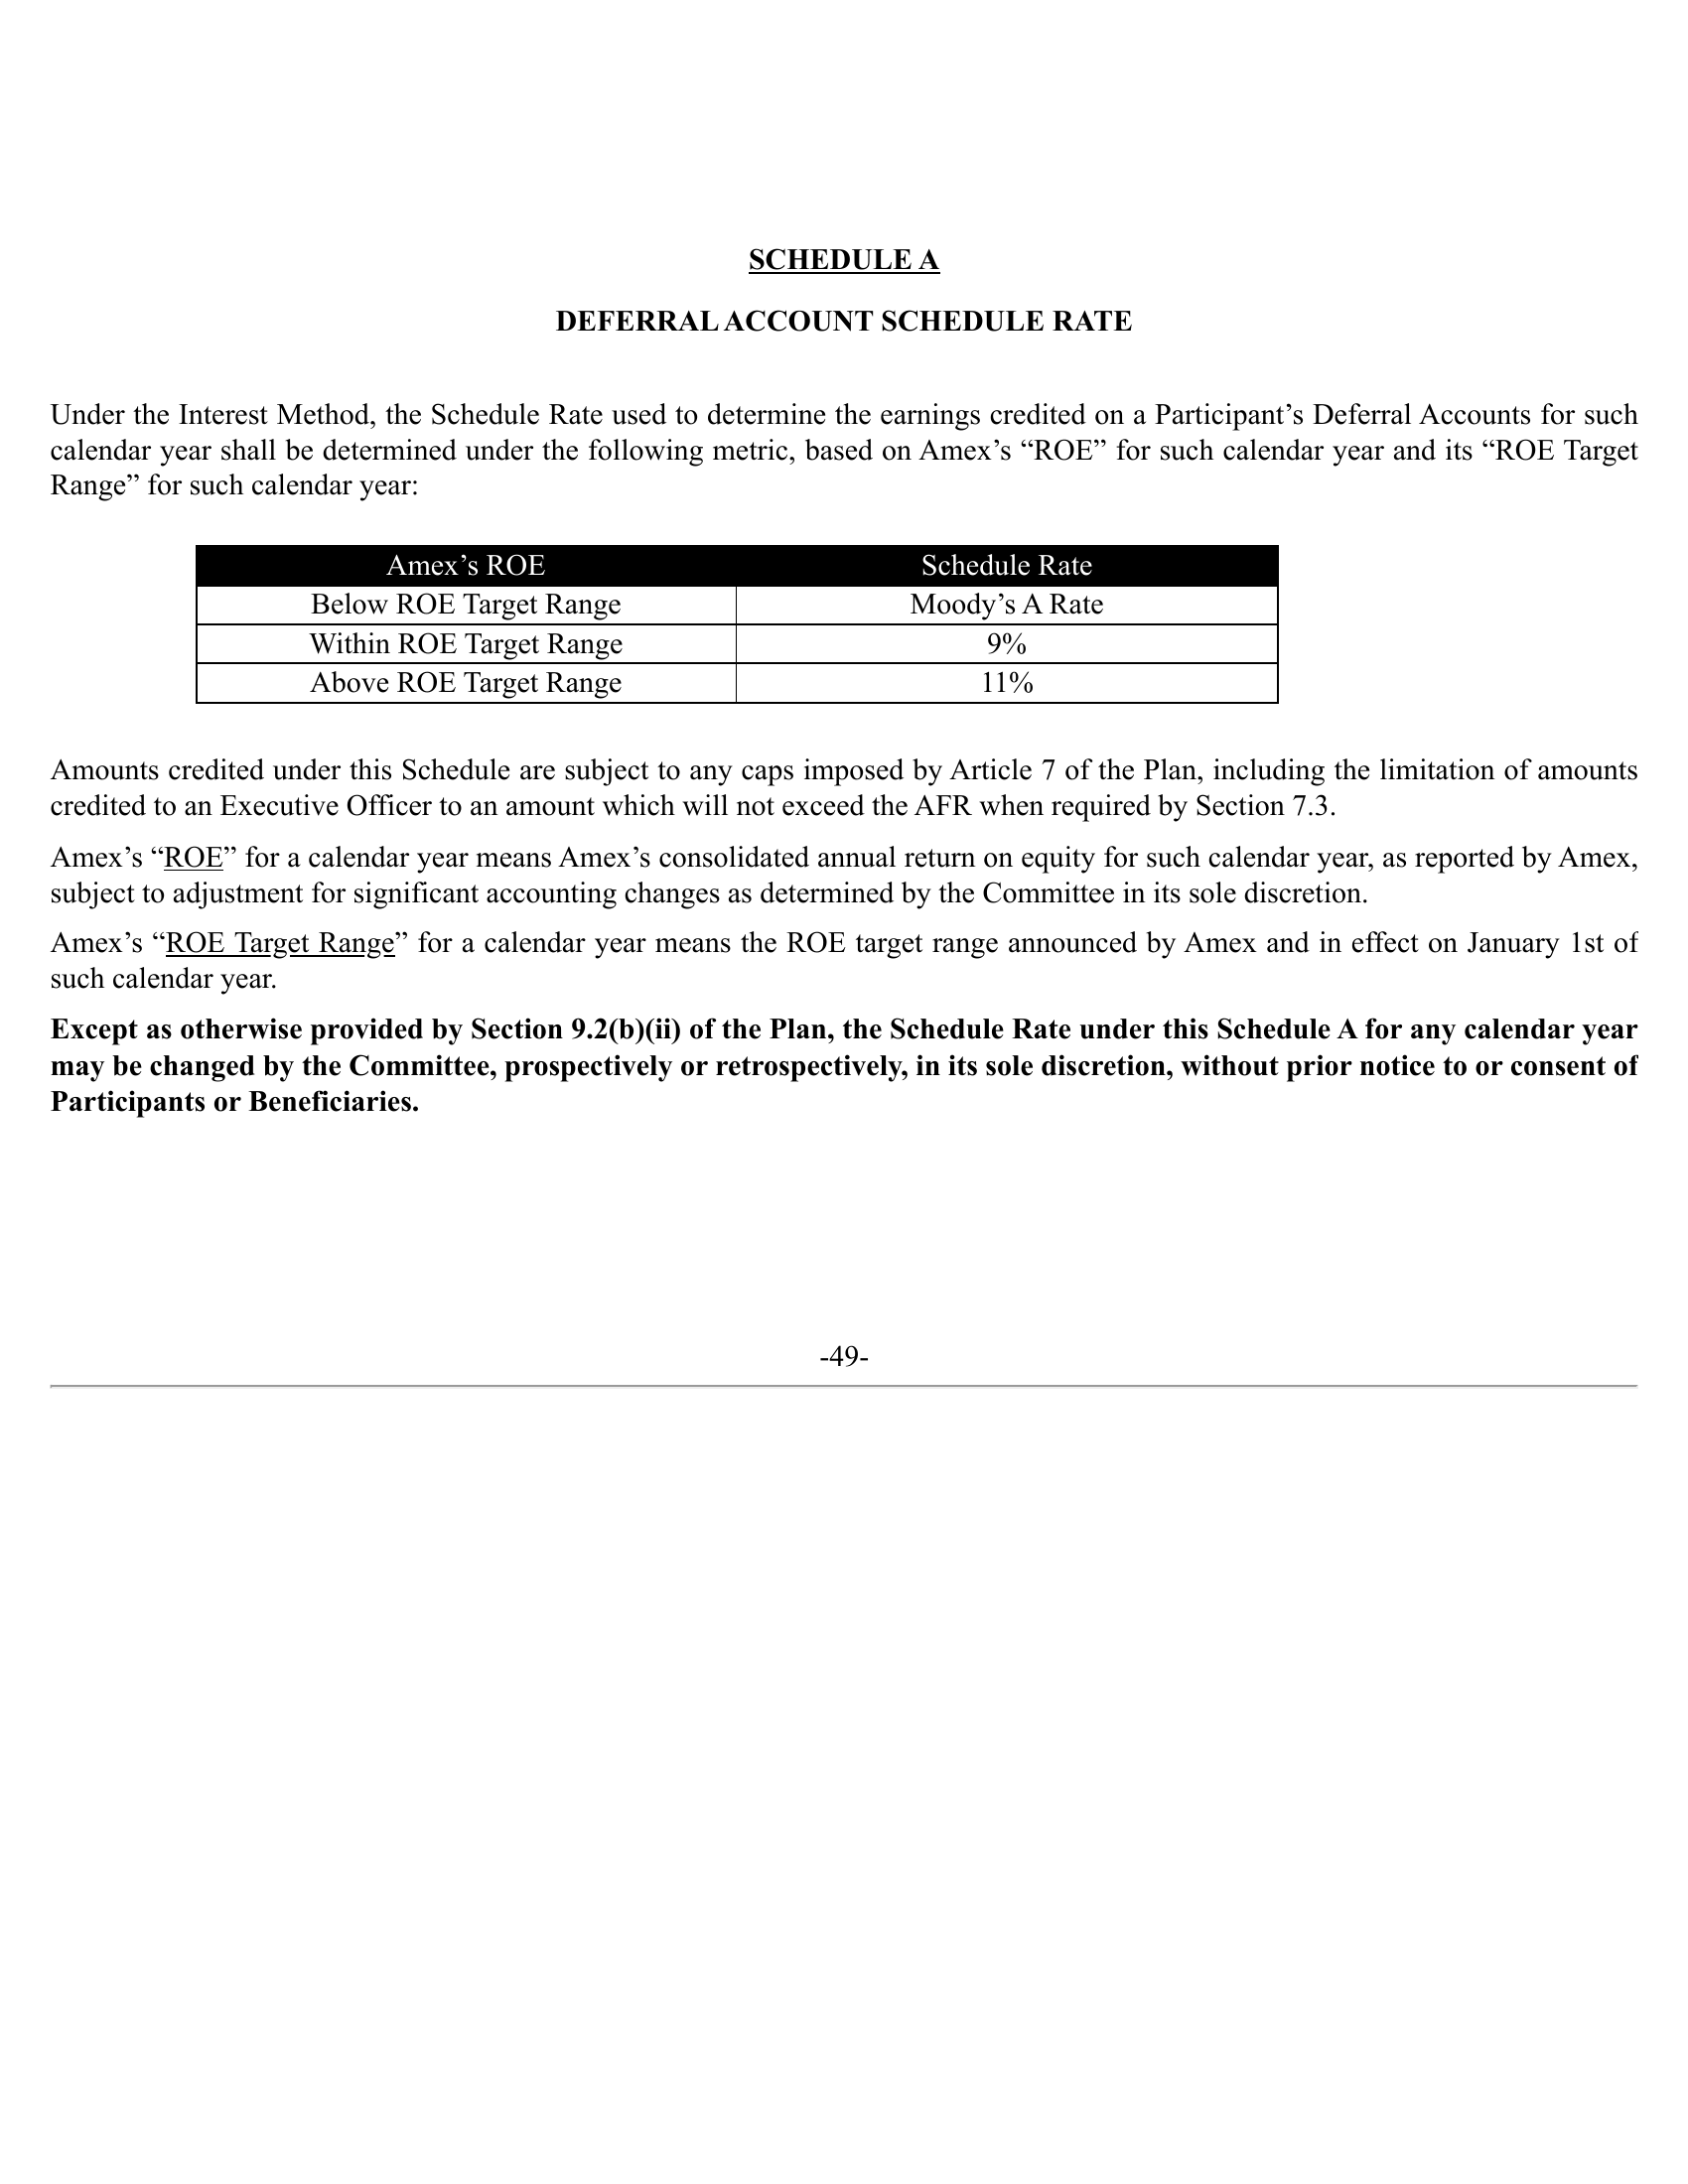 SCHEDULE A
DEFERRAL ACCOUNT SCHEDULE RATE
Under the Interest Method, the Schedule Rate used to determine the earnings credited on a Participant’s Deferral Accounts for such
calendar year shall be determined under the following metric, based on Amex’s “ROE” for such calendar year and its “ROE Target
Range” for such calendar year:
Amex’s ROE Schedule Rate
Below ROE Target Range Moody’s A Rate
Within ROE Target Range 9%
Above ROE Target Range 11%
Amounts credited under this Schedule are subject to any caps imposed by Article 7 of the Plan, including the limitation of amounts
credited to an Executive Officer to an amount which will not exceed the AFR when required by Section 7.3.
Amex’s “ROE” for a calendar year means Amex’s consolidated annual return on equity for such calendar year, as reported by Amex,
subject to adjustment for significant accounting changes as determined by the Committee in its sole discretion.
Amex’s “ROE Target Range” for a calendar year means the ROE target range announced by Amex and in effect on January 1st of
such calendar year.
Except as otherwise provided by Section 9.2(b)(ii) of the Plan, the Schedule Rate under this Schedule A for any calendar year
may be changed by the Committee, prospectively or retrospectively, in its sole discretion, without prior notice to or consent of
Participants or Beneficiaries.
-49-